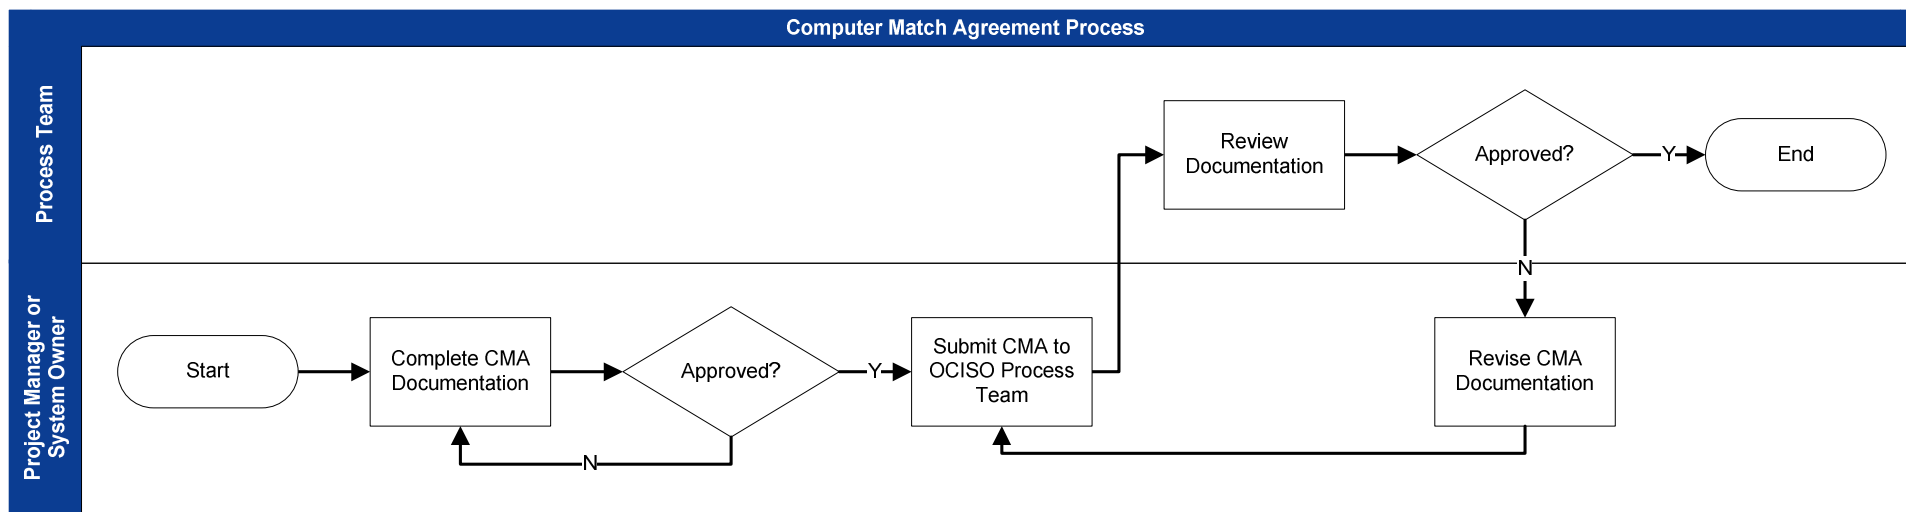 Computer Match Agreement Process
Process Team
Review
Documentation
Approved?
Y
End
N
Project Manager or
System Owner
Start
Complete CMA
Documentation
Approved?
Y
N
Submit CMA to
OCISO Process
Team
Revise CMA
Documentation